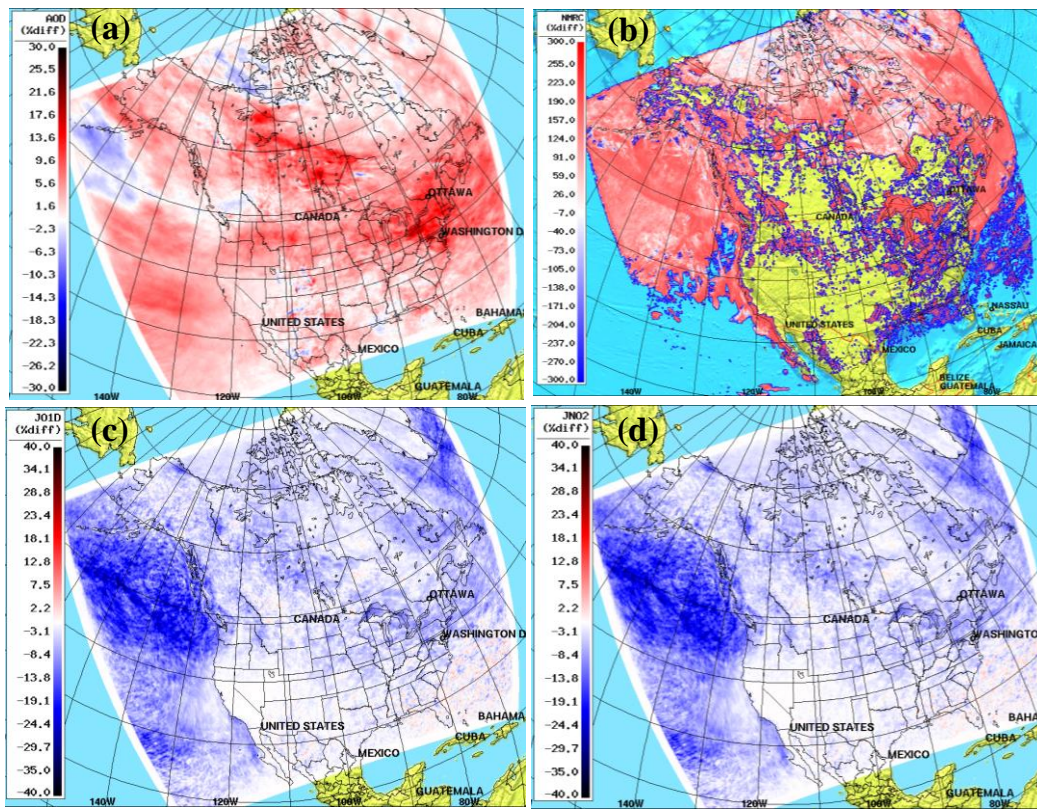 AOD
(%diff)
30.0
25.5
21.6
17.6
13.6
9.6
5.6
1.6
-2.3
-6.3
-10.3
-14.3
-18.3
-22.3
-26.2
-30.0
(a)
OTTAWA
CANADA
WASHINGTON D
UNITED STATES
BAHAMAS
CUBA
MEXICO
GUATEMALA
140W
120W
100W
80W
NMRC
(%diff)
300.0
255.0
222.0
190.0
157.0
124.0
91.0
59.0
26.0
-7.0
-40.0
-73.0
-105.0
-138.0
-171.0
-204.0
-237.0
-270.0
-300.0
(b)
OTTAWA
CANADA
WASHINGTON DA
NASSAU
UNITED STATES
CUBA
MEXICO
JAMAICA
BELIZE
GUATEMALA
140W
120W
100W
80W
JO1D
(%diff)
40.0
34.1
28.8
23.4
18.1
12.8
7.5
2.2
-3.1
-8.4
-13.8
-19.1
-24.4
-29.7
-35.0
-40.0
(c)
OTTAWA
CANADA
WASHINGTON D
UNITED STATES
BAHAMA
CUBA
MEXICO
GUATEMALA
140W
120W
100W
80W
JNO2
(%diff)
40.0
34.1
28.8
23.4
18.1
12.8
7.5
2.2
-3.1
-8.4
-13.8
-19.1
-24.4
-29.7
-35.0
-40.0
(d)
OTTAWA
CANADA
WASHINGTON
UNITED STATES
BAHA
CUBA
MEXICO
GUATEMALA
140W
120W
100W
80W